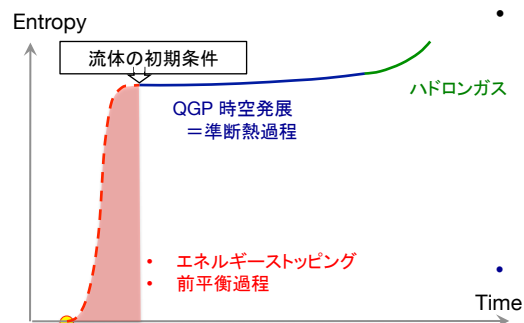 Entropy
流体の初期条件
ハドロンガス
QGP 時空発展
＝準断熱過程
• エネルギーストッピング
• 前平衡過程
Time